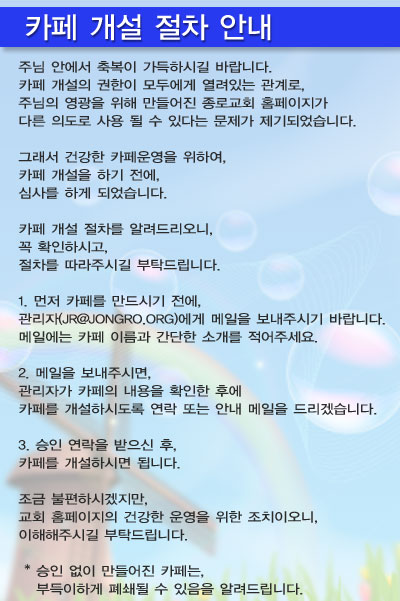 카페 개설 절차 안내
주님 안에서 축복이 가득하시길 바랍니다.
카페 개설의 권한이 모두에게 열려있는 관계로,
주님의 영광을 위해 만들어진 종로교회 홈페이지가
다른 의도로 사용 될 수 있다는 문제가 제기되었습니다.
그래서 건강한 카페운영을 위하여,
카페 개설을 하기 전에,
심사를 하게 되었습니다.
카페 개설 절차를 알려드리오니,
꼭 확인하시고,
절차를 따라주시길 부탁드립니다.
1. 먼저 카페를 만드시기 전에,
관리자(JR@JONGRO.ORG)에게 메일을 보내주시기 바랍니다.
메일에는 카페 이름과 간단한 소개를 적어주세요.
2. 메일을 보내주시면,
관리자가 카페의 내용을 확인한 후에
카페를 개설하시도록 연락 또는 안내 메일을 드리겠습니다.
3. 승인 연락을 받으신 후,
카페를 개설하시면 됩니다.
조금 불편하시겠지만,
교회 홈페이지의 건강한 운영을 위한 조치이오니,
이해해주시길 부탁드립니다.
* 승인 없이 만들어진 카페는,
부득이하게 폐쇄될 수 있음을 알려드립니다.